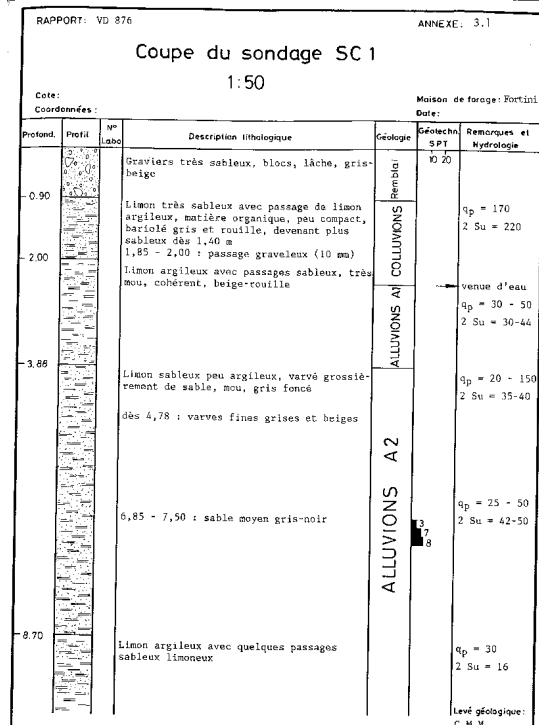 RAPPORT: VD 876
ANNEXE: 3.1
Coupe du sondage SC 1
1:50
Cote:
Coordonnées:
Maison de forage: Fortini
Date:
Profond.
Profil
N° Labo
Description lithologique
Géologie
Géotechn. SPT
Remarques et Hydrologie
10 20
Graviers très sableux, blocs, lâche, gris-
beige
Remblai
0.90
Limon très sableux avec passage de limon
argileux, matière organique, peu compact,
bariolé gris et rouille, devenant plus
sableux dès 1,40 m
1,85 - 2,00 : passage graveleux (10 mm)
COLLUVIONS
qp = 170
2 Su = 220
2.00
Limon argileux avec passages sableux, très
mou, cohérent, beige-rouille
ALLUVIONS A1
venue d'eau
qp = 30 - 50
2 Su = 30-44
3.86
Limon sableux peu argileux, varvé grossiè-
rement de sable, mou, gris foncé
dès 4,78 : varves fines grises et beiges
ALLUVIONS A2
qp = 20 - 150
2 Su = 35-40
6,85 - 7,50 : sable moyen gris-noir
3
7
8
qp = 25 - 50
2 Su = 42-50
8.70
Limon argileux avec quelques passages
sableux limoneux
qp = 30
2 Su = 16
Levé géologique:
C.M.M.